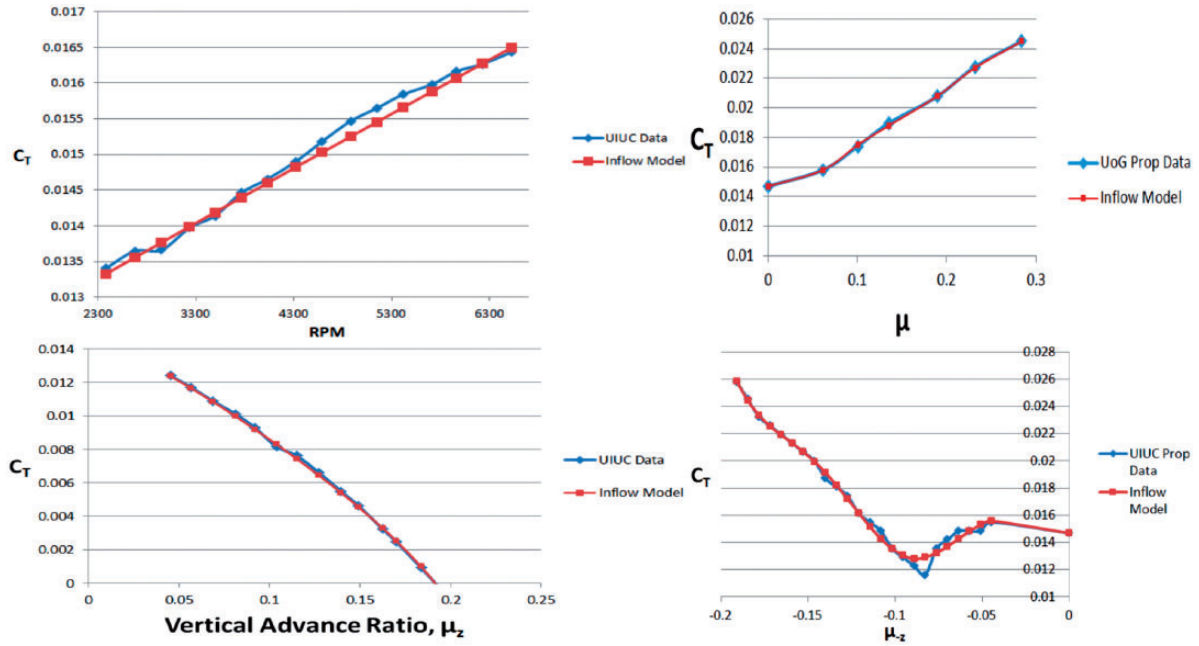 0.017
0.0165
0.016
0.0155
0.015
0.0145
0.014
0.0135
0.013
C_T
2300 3300 4300 5300 6300
RPM
UIUC Data
Inflow Model
0.026
0.024
0.022
0.02
0.018
0.016
0.014
0.012
0.01
C_T
0 0.1 0.2 0.3
μ
UoG Prop Data
Inflow Model
0.014
0.012
0.01
0.008
0.006
0.004
0.002
0
C_T
0 0.05 0.1 0.15 0.2 0.25
Vertical Advance Ratio, μ_z
UIUC Data
Inflow Model
0.028
0.026
0.024
0.022
0.02
0.018
0.016
0.014
0.012
0.01
C_T
-0.2 -0.15 -0.1 -0.05 0
μ_-z
UIUC Prop
Data
Inflow
Model